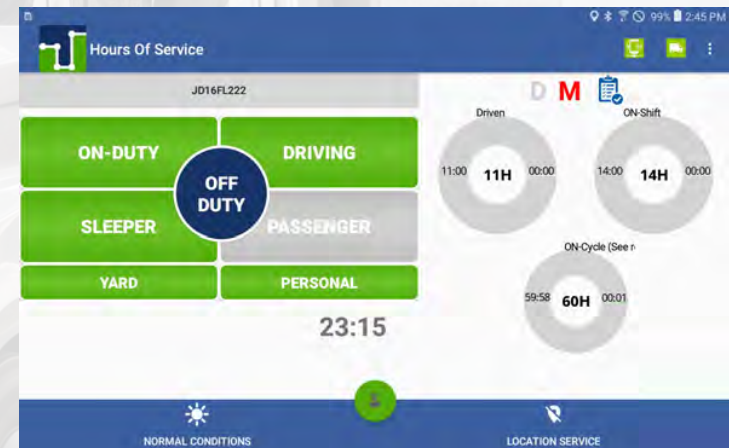 99% 2:45 PM
Hours Of Service
JD16FL222
D M
ON-DUTY
DRIVING
OFF
DUTY
SLEEPER
PASSENGER
YARD
PERSONAL
23:15
Driven
11:00 11H 00:00
ON-Shift
14:00 14H 00:00
ON-Cycle (See r
59:58 60H 00:01
NORMAL CONDITIONS
LOCATION SERVICE